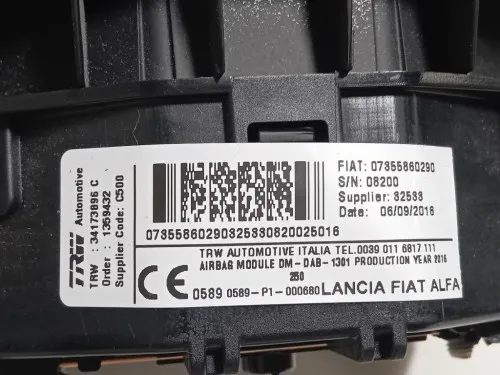 TRW Automotive
TRW : 34173896 C
Order : 1359432
Supplier Code: C500
FIAT: 07355860290
S/N: 08200
Supplier: 32533
Date: 06/09/2016
07355860290325330820025016
TRW AUTOMOTIVE ITALIA TEL.0039 011 6817 111
AIRBAG MODULE DM-DAB-1301 PRODUCTION YEAR 2016
250
CE 0589 0589-P1-000680 LANCIA FIAT ALFA